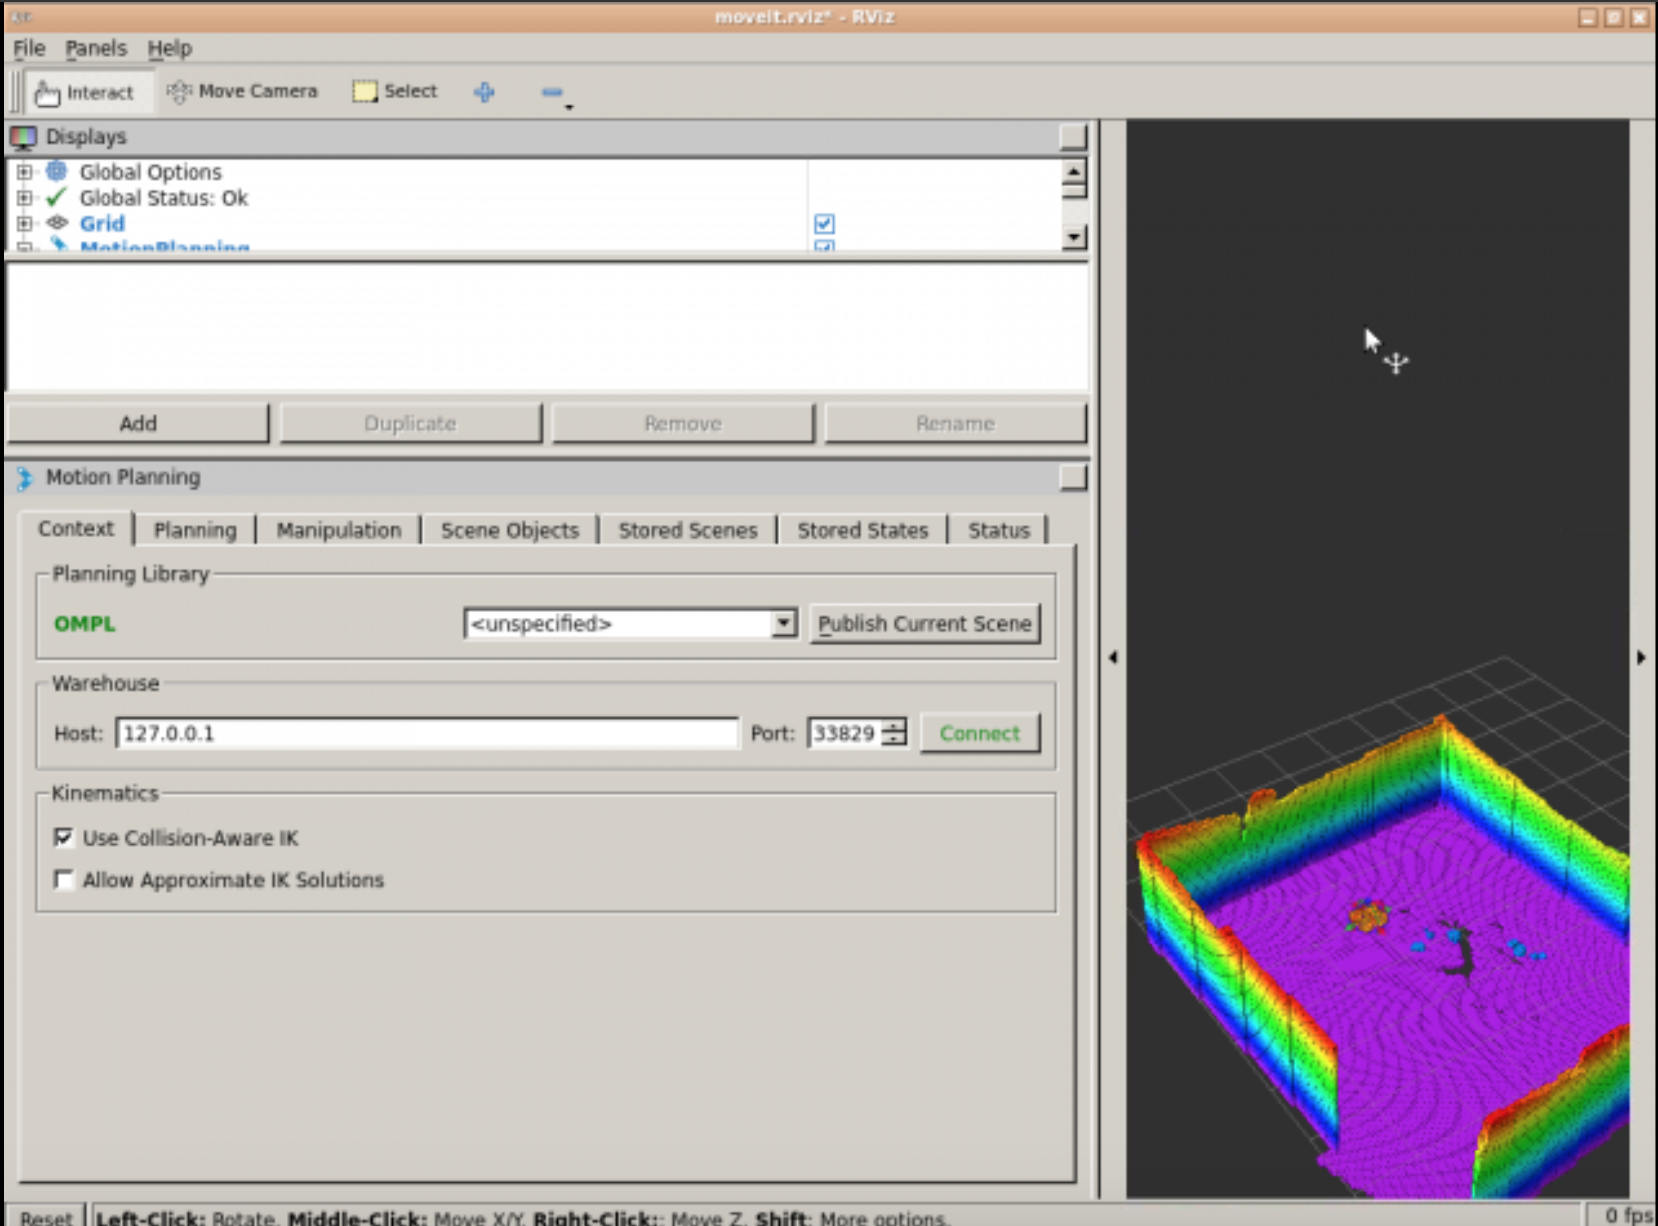 moveit.rviz* - RViz
File Panels Help
Interact Move Camera Select
Displays
Global Options
Global Status: Ok
Grid
MotionPlanning
Add Duplicate Remove Rename
Motion Planning
Context Planning Manipulation Scene Objects Stored Scenes Stored States Status
Planning Library
OMPL <unspecified> Publish Current Scene
Warehouse
Host: 127.0.0.1 Port: 33829 Connect
Kinematics
Use Collision-Aware IK
Allow Approximate IK Solutions
Reset Left-Click: Rotate. Middle-Click: Move X/Y. Right-Click:: Move Z. Shift: More options. 0 fps